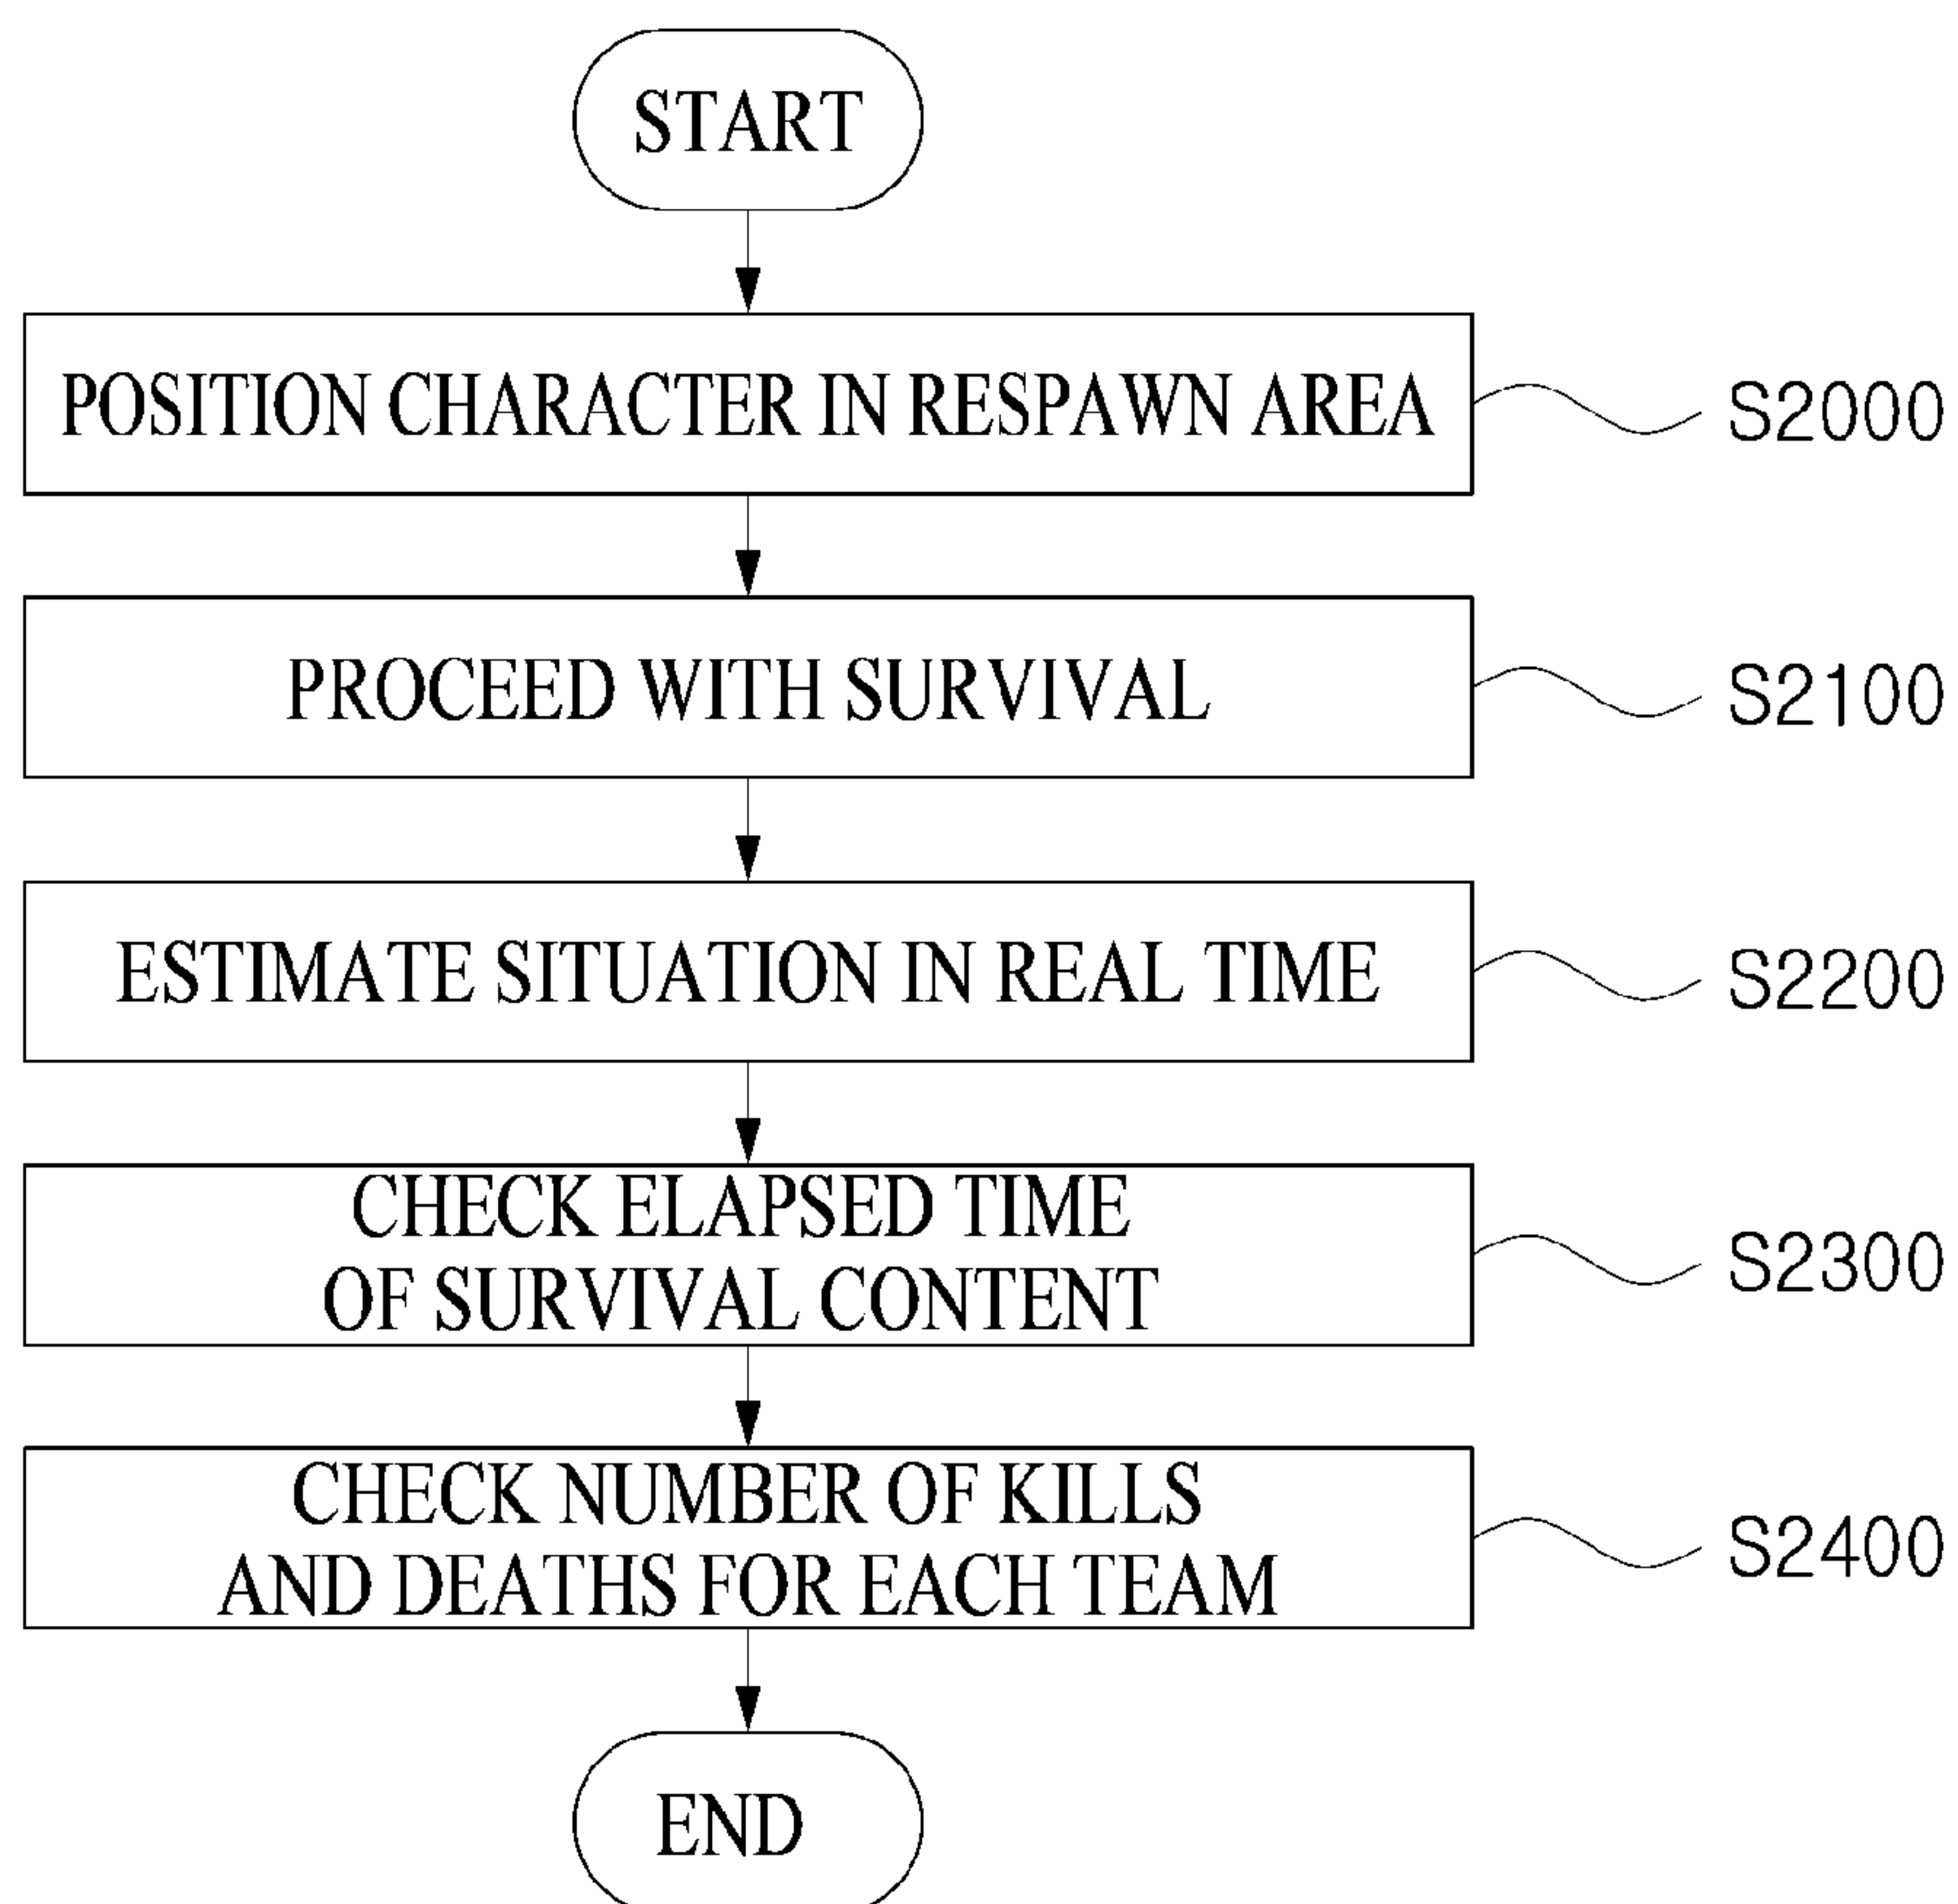 START
POSITION CHARACTER IN RESPAWN AREA
S2000
PROCEED WITH SURVIVAL
S2100
ESTIMATE SITUATION IN REAL TIME
S2200
CHECK ELAPSED TIME
OF SURVIVAL CONTENT
S2300
CHECK NUMBER OF KILLS
AND DEATHS FOR EACH TEAM
S2400
END